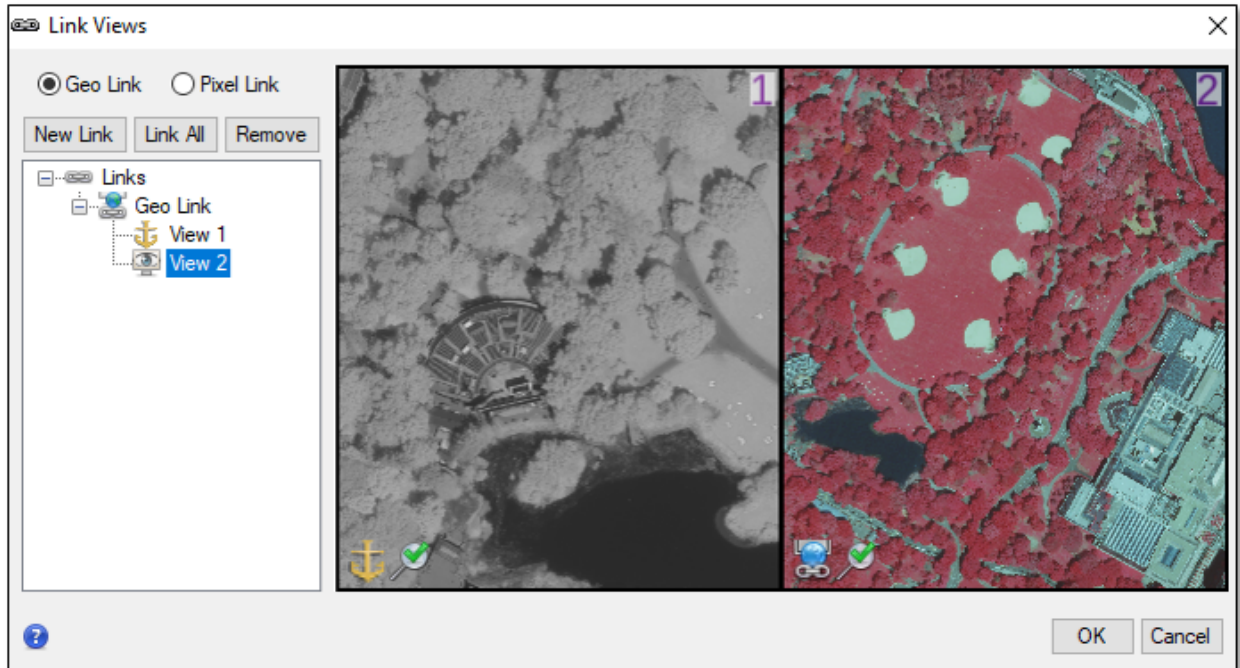 Link Views
Geo Link Pixel Link
New Link Link All Remove
Links
Geo Link
View 1
View 2
1
2
OK Cancel